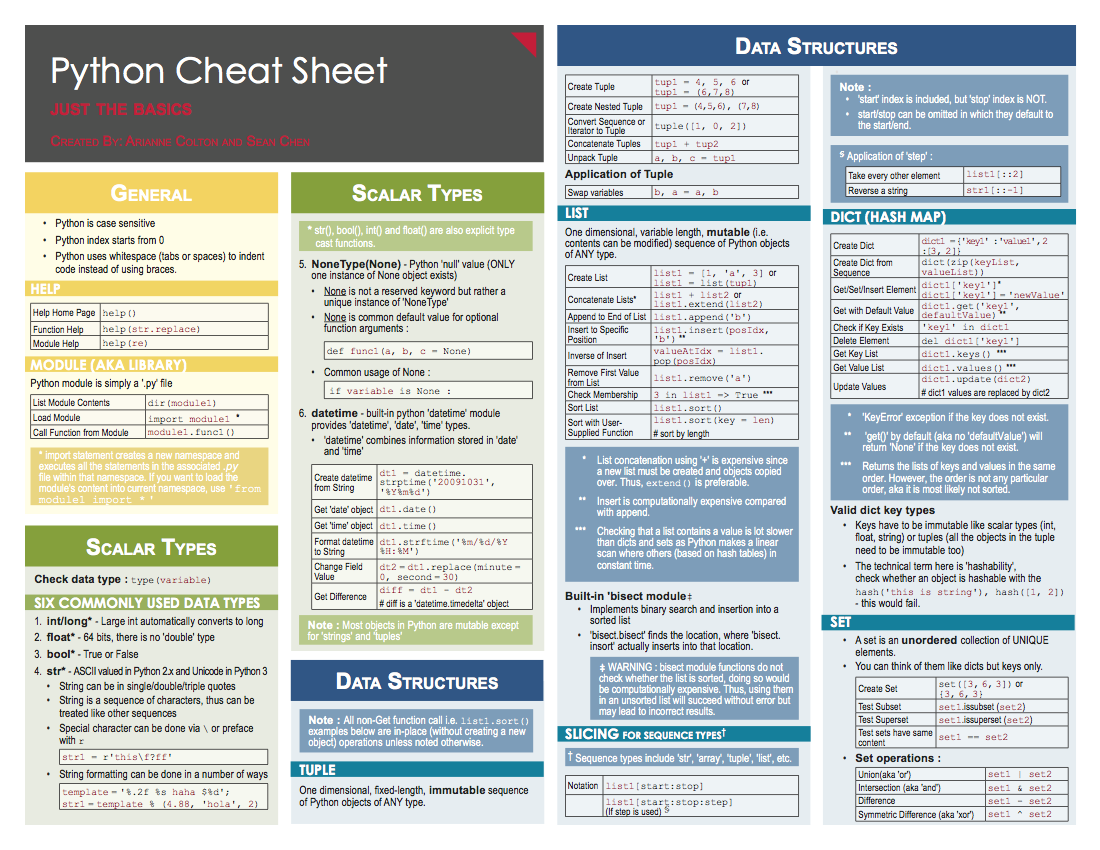 Python Cheat Sheet
JUST THE BASICS
CREATED BY: ARIANNE COLTON AND SEAN CHEN
GENERAL
• Python is case sensitive
• Python index starts from 0
• Python uses whitespace (tabs or spaces) to indent
code instead of using braces.
HELP
Help Home Page help()
Function Help help(str.replace)
Module Help help(re)
MODULE (AKA LIBRARY)
Python module is simply a '.py' file
List Module Contents dir(module1)
Load Module import module1 *
Call Function from Module module1.func1()
* import statement creates a new namespace and
executes all the statements in the associated .py
file within that namespace. If you want to load the
module's content into current namespace, use 'from
module1 import * '
SCALAR TYPES
Check data type : type(variable)
SIX COMMONLY USED DATA TYPES
1. int/long* - Large int automatically converts to long
2. float* - 64 bits, there is no 'double' type
3. bool* - True or False
4. str* - ASCII valued in Python 2.x and Unicode in Python 3
• String can be in single/double/triple quotes
• String is a sequence of characters, thus can be
treated like other sequences
• Special character can be done via \ or preface
with r
str1 = r'this\f?ff'
• String formatting can be done in a number of ways
template = '%.2f %s haha $%d';
str1 = template % (4.88, 'hola', 2)
SCALAR TYPES
* str(), bool(), int() and float() are also explicit type
cast functions.
5. NoneType(None) - Python 'null' value (ONLY
one instance of None object exists)
• None is not a reserved keyword but rather a
unique instance of 'NoneType'
• None is common default value for optional
function arguments :
def func1(a, b, c = None)
• Common usage of None :
if variable is None :
6. datetime - built-in python 'datetime' module
provides 'datetime', 'date', 'time' types.
• 'datetime' combines information stored in 'date'
and 'time'
Create datetime dt1 = datetime.
from String strptime('20091031',
'%Y%m%d')
Get 'date' object dt1.date()
Get 'time' object dt1.time()
Format datetime dt1.strftime('%m/%d/%Y
to String %H:%M')
Change Field dt2 = dt1.replace(minute =
Value 0, second = 30)
Get Difference diff = dt1 - dt2
# diff is a 'datetime.timedelta' object
Note : Most objects in Python are mutable except
for 'strings' and 'tuples'
DATA STRUCTURES
Note : All non-Get function call i.e. list1.sort()
examples below are in-place (without creating a new
object) operations unless noted otherwise.
TUPLE
One dimensional, fixed-length, immutable sequence
of Python objects of ANY type.
DATA STRUCTURES
Create Tuple tup1 = 4, 5, 6 or
tup1 = (6,7,8)
Create Nested Tuple tup1 = (4,5,6), (7,8)
Convert Sequence or
Iterator to Tuple tuple([1, 0, 2])
Concatenate Tuples tup1 + tup2
Unpack Tuple a, b, c = tup1
Application of Tuple
Swap variables b, a = a, b
LIST
One dimensional, variable length, mutable (i.e.
contents can be modified) sequence of Python objects
of ANY type.
Create List list1 = [1, 'a', 3] or
list1 = list(tup1)
Concatenate Lists* list1 + list2 or
list1.extend(list2)
Append to End of List list1.append('b')
Insert to Specific list1.insert(posIdx,
Position 'b') **
Inverse of Insert valueAtIdx = list1.
pop(posIdx)
Remove First Value
from List list1.remove('a')
Check Membership 3 in list1 => True ***
Sort List list1.sort()
Sort with User- list1.sort(key = len)
Supplied Function # sort by length
* List concatenation using '+' is expensive since
a new list must be created and objects copied
over. Thus, extend() is preferable.
** Insert is computationally expensive compared
with append.
*** Checking that a list contains a value is lot slower
than dicts and sets as Python makes a linear
scan where others (based on hash tables) in
constant time.
Built-in 'bisect module‡
• Implements binary search and insertion into a
sorted list
• 'bisect.bisect' finds the location, where 'bisect.
insort' actually inserts into that location.
‡ WARNING : bisect module functions do not
check whether the list is sorted, doing so would
be computationally expensive. Thus, using them
in an unsorted list will succeed without error but
may lead to incorrect results.
SLICING FOR SEQUENCE TYPES†
† Sequence types include 'str', 'array', 'tuple', 'list', etc.
Notation list1[start:stop]
list1[start:stop:step]
(If step is used) §
Note :
• 'start' index is included, but 'stop' index is NOT.
• start/stop can be omitted in which they default to
the start/end.
§ Application of 'step' :
Take every other element list1[::2]
Reverse a string str1[::-1]
DICT (HASH MAP)
Create Dict dict1 ={'key1' :'value1',2
:[3, 2]}
Create Dict from dict(zip(keyList,
Sequence valueList))
Get/Set/Insert Element dict1['key1']*
dict1['key1'] = 'newValue'
Get with Default Value dict1.get('key1',
defaultValue) **
Check if Key Exists 'key1' in dict1
Delete Element del dict1['key1']
Get Key List dict1.keys() ***
Get Value List dict1.values() ***
Update Values dict1.update(dict2)
# dict1 values are replaced by dict2
* 'KeyError' exception if the key does not exist.
** 'get()' by default (aka no 'defaultValue') will
return 'None' if the key does not exist.
*** Returns the lists of keys and values in the same
order. However, the order is not any particular
order, aka it is most likely not sorted.
Valid dict key types
• Keys have to be immutable like scalar types (int,
float, string) or tuples (all the objects in the tuple
need to be immutable too)
• The technical term here is 'hashability',
check whether an object is hashable with the
hash('this is string'), hash([1, 2])
- this would fail.
SET
• A set is an unordered collection of UNIQUE
elements.
• You can think of them like dicts but keys only.
Create Set set([3, 6, 3]) or
{3, 6, 3}
Test Subset set1.issubset (set2)
Test Superset set1.issuperset (set2)
Test sets have same
content set1 == set2
• Set operations :
Union(aka 'or') set1 | set2
Intersection (aka 'and') set1 & set2
Difference set1 - set2
Symmetric Difference (aka 'xor') set1 ^ set2